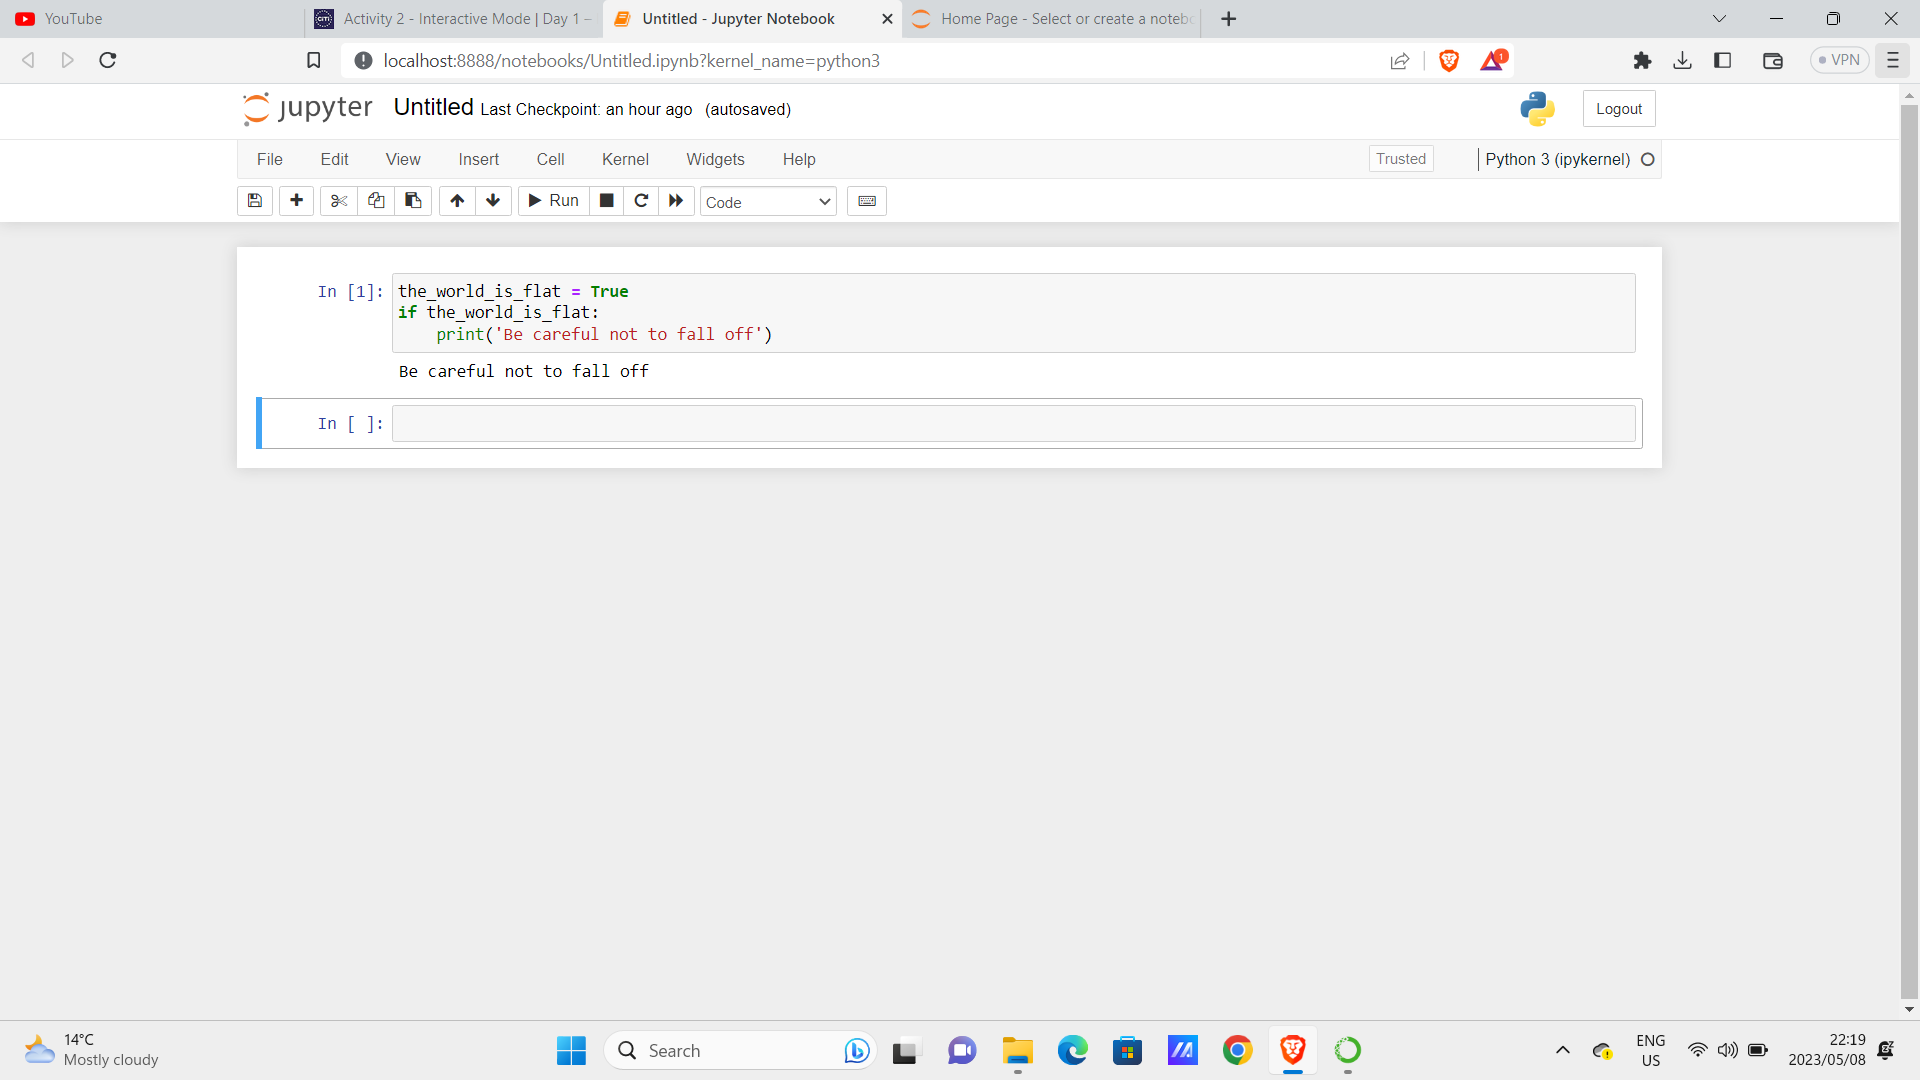 YouTube
Activity 2 - Interactive Mode | Day 1 –
Untitled - Jupyter Notebook
Home Page - Select or create a notebo
localhost:8888/notebooks/Untitled.ipynb?kernel_name=python3
1
VPN
jupyter Untitled Last Checkpoint: an hour ago (autosaved)
Logout
File Edit View Insert Cell Kernel Widgets Help
Trusted
Python 3 (ipykernel)
Run
Code
In [1]: the_world_is_flat = True
if the_world_is_flat:
    print('Be careful not to fall off')
Be careful not to fall off
In [ ]:
14°C
Mostly cloudy
Search
ENG
US
22:19
2023/05/08